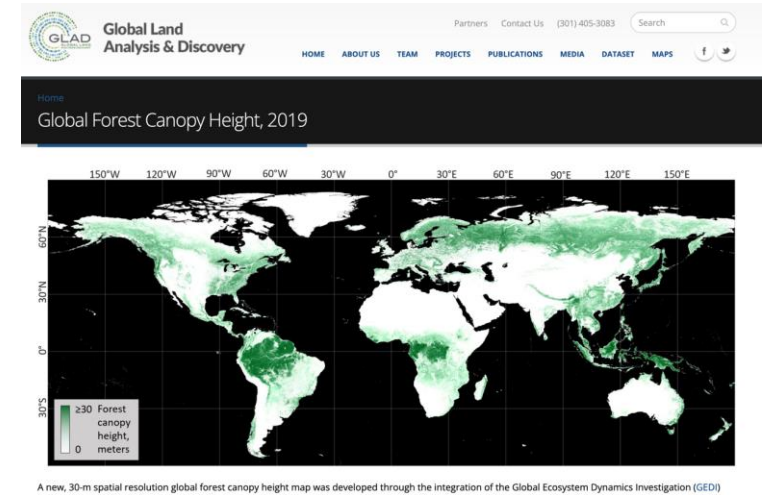 Partners Contact Us (301) 405-3083 Search
GLAD
Global Land
Analysis & Discovery
HOME ABOUT US TEAM PROJECTS PUBLICATIONS MEDIA DATASET MAPS
Home
Global Forest Canopy Height, 2019
150°W 120°W 90°W 60°W 30°W 0° 30°E 60°E 90°E 120°E 150°E
60°N
30°N
0°
30°S
≥30 Forest
canopy
height,
0 meters
A new, 30-m spatial resolution global forest canopy height map was developed through the integration of the Global Ecosystem Dynamics Investigation (GEDI)